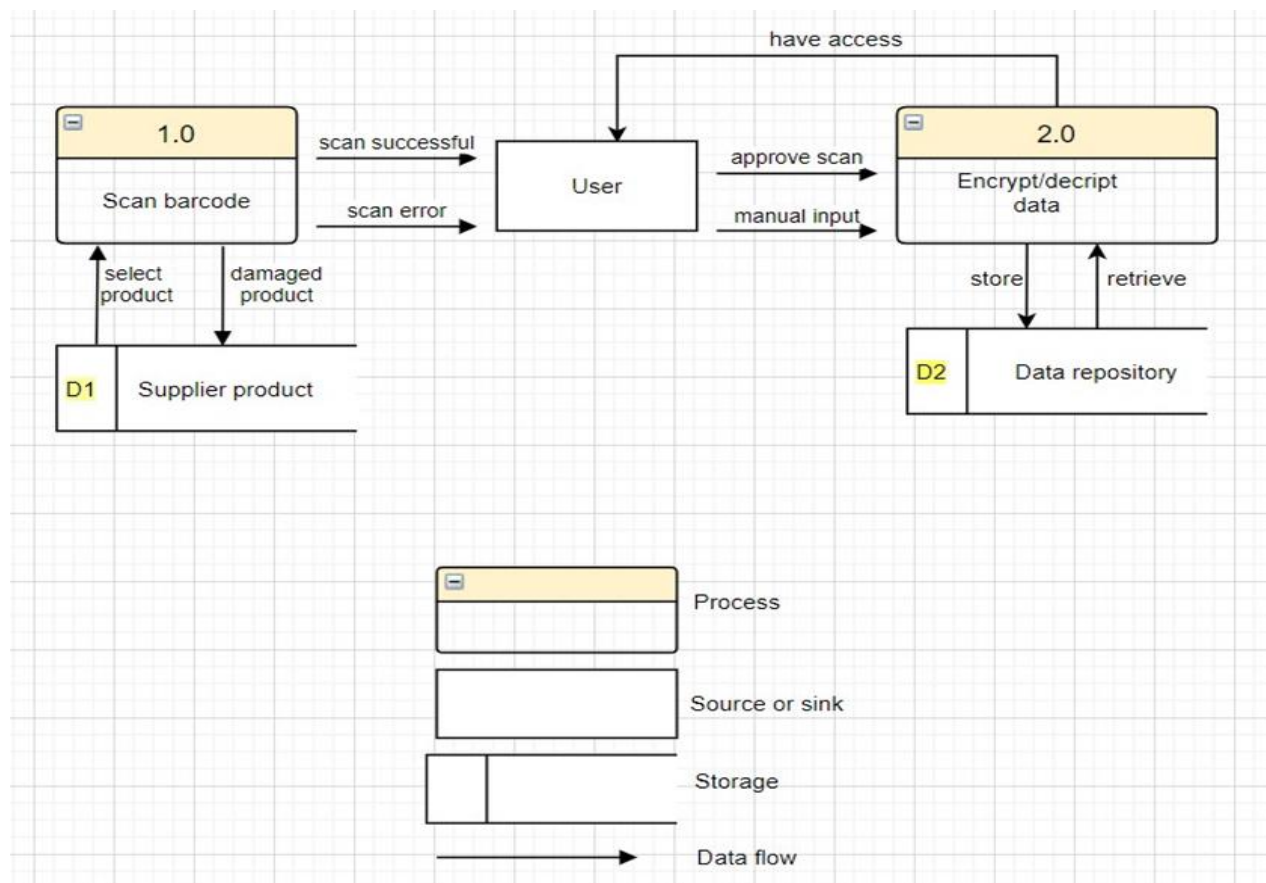 have access
1.0
Scan barcode
scan successful
scan error
User
approve scan
manual input
2.0
Encrypt/decript
data
select
product
damaged
product
store
retrieve
D1
Supplier product
D2
Data repository
Process
Source or sink
Storage
Data flow